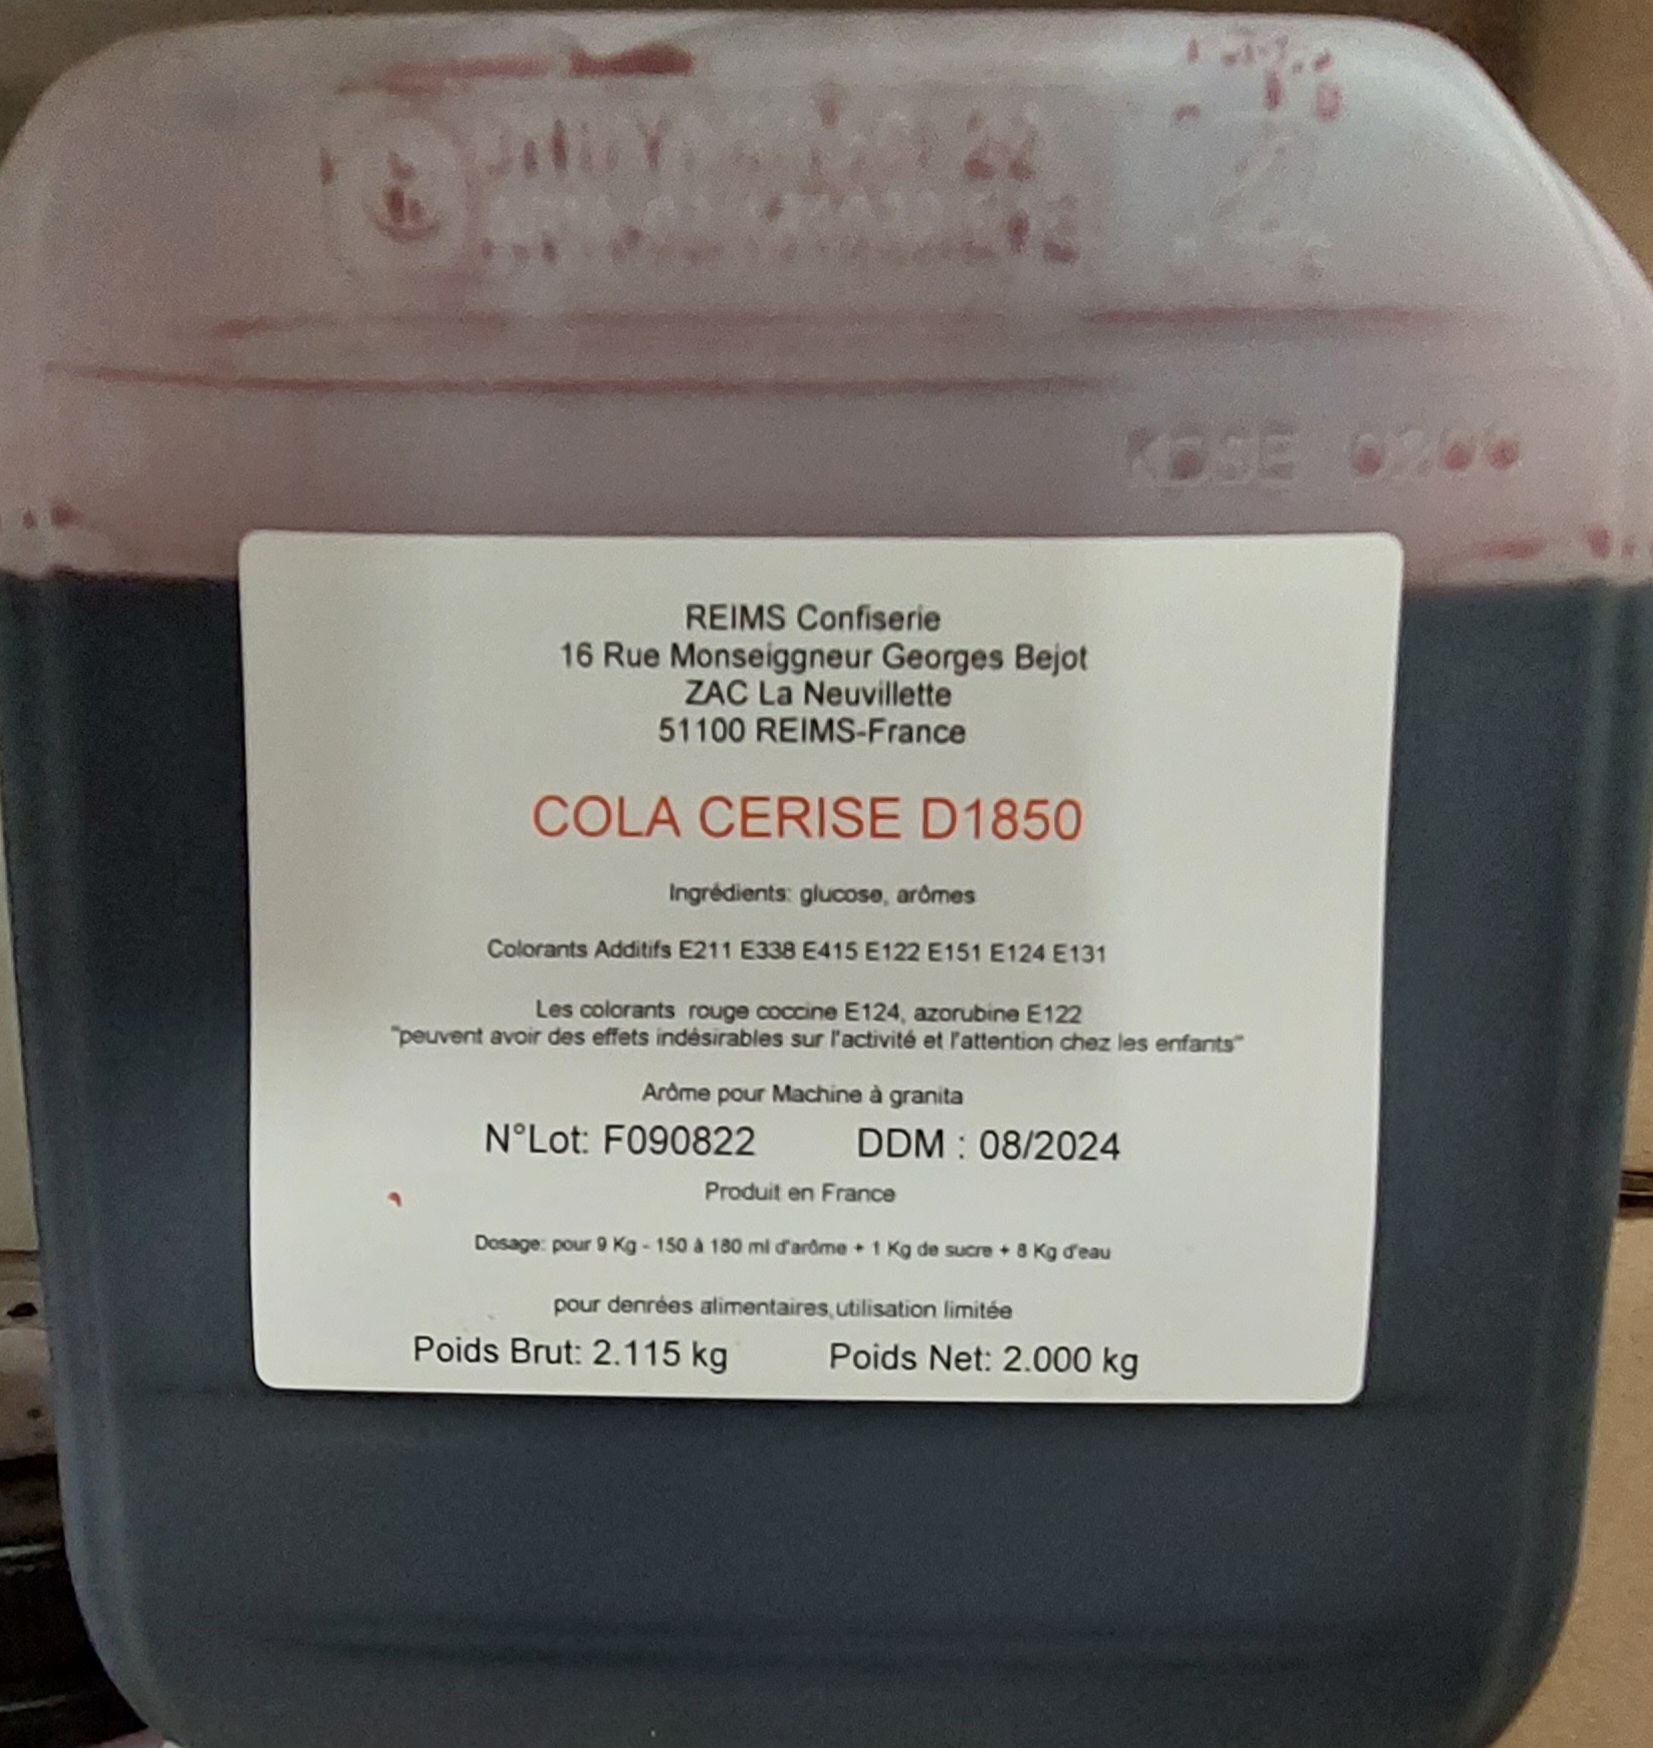 KDSE
REIMS Confiserie
16 Rue Monseiggneur Georges Bejot
ZAC La Neuvillette
51100 REIMS-France
COLA CERISE D1850
Ingrédients: glucose, arômes
Colorants Additifs E211 E338 E415 E122 E151 E124 E131
Les colorants rouge coccine E124, azorubine E122
"peuvent avoir des effets indésirables sur l'activité et l'attention chez les enfants"
Arôme pour Machine à granita
N°Lot: F090822 DDM : 08/2024
Produit en France
Dosage: pour 9 Kg - 150 à 180 ml d'arôme + 1 Kg de sucre + 8 Kg d'eau
pour denrées alimentaires,utilisation limitée
Poids Brut: 2.115 kg Poids Net: 2.000 kg